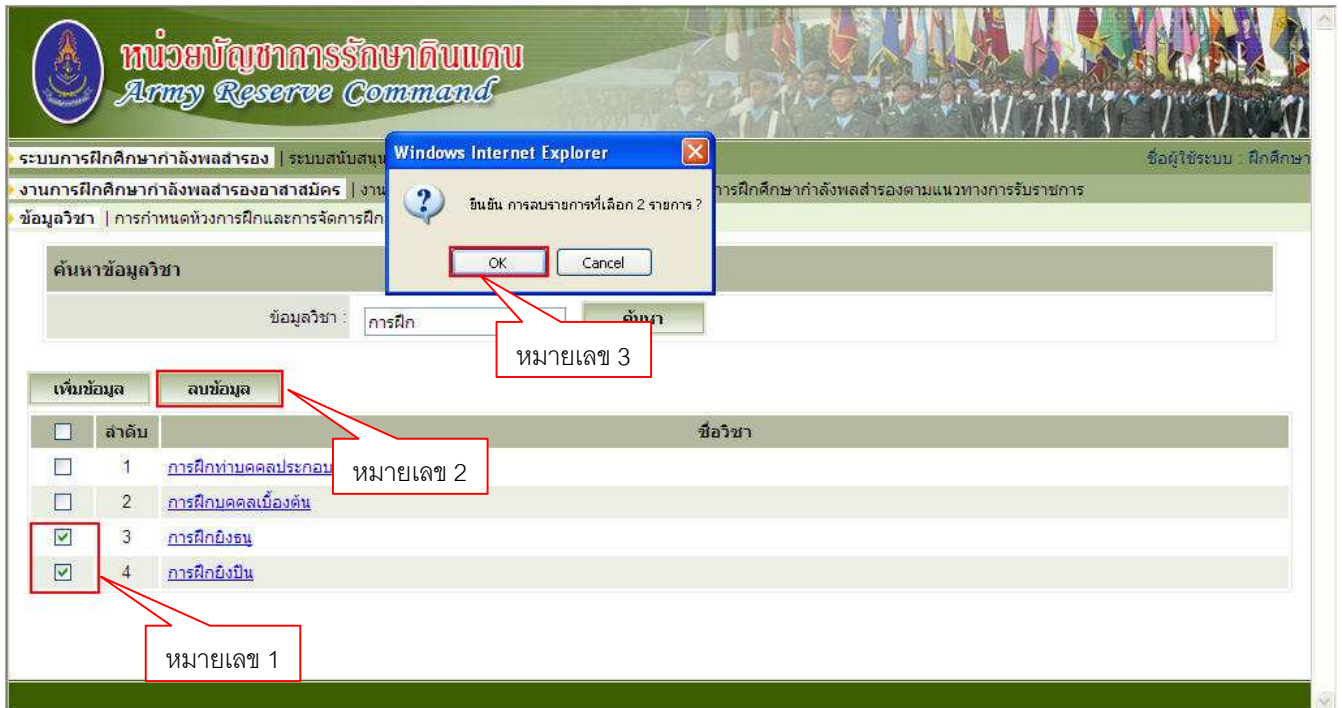 หน่วยบัญชาการรักษาดินแดน
Army Reserve Command
ระบบการฝึกศึกษากำลังพลสำรอง | ระบบสนับสนุน
ชื่อผู้ใช้ระบบ : ฝึกศึกษา
งานการฝึกศึกษากำลังพลสำรองอาสาสมัคร | งาน
การฝึกศึกษากำลังพลสำรองตามแนวทางการรับราชการ
ข้อมูลวิชา | การกำหนดห้วงการฝึกและการจัดการฝึก
Windows Internet Explorer
ยืนยัน การลบรายการที่เลือก 2 รายการ ?
OK Cancel
ค้นหาข้อมูลวิชา
ข้อมูลวิชา : การฝึก ค้นหา
หมายเลข 3
เพิ่มข้อมูล ลบข้อมูล
ลำดับ ชื่อวิชา
1 การฝึกท่าบุคคลประกอบ
หมายเลข 2
2 การฝึกบุคคลเบื้องต้น
3 การฝึกยิงธนู
4 การฝึกยิงปืน
หมายเลข 1